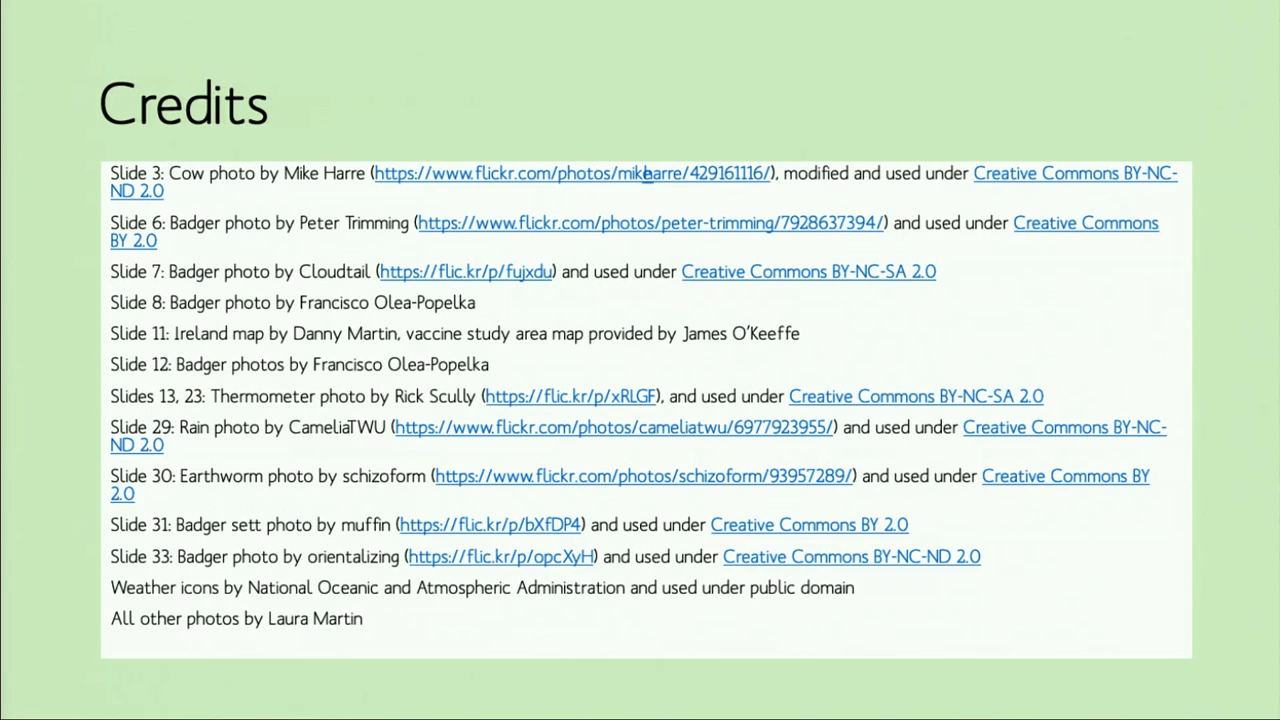 Credits
Slide 3: Cow photo by Mike Harre (https://www.flickr.com/photos/mikeharre/429161116/), modified and used under Creative Commons BY-NC-
ND 2.0
Slide 6: Badger photo by Peter Trimming (https://www.flickr.com/photos/peter-trimming/7928637394/) and used under Creative Commons
BY 2.0
Slide 7: Badger photo by Cloudtail (https://flic.kr/p/fujxdu) and used under Creative Commons BY-NC-SA 2.0
Slide 8: Badger photo by Francisco Olea-Popelka
Slide 11: Ireland map by Danny Martin, vaccine study area map provided by James O'Keeffe
Slide 12: Badger photos by Francisco Olea-Popelka
Slides 13, 23: Thermometer photo by Rick Scully (https://flic.kr/p/xRLGF), and used under Creative Commons BY-NC-SA 2.0
Slide 29: Rain photo by CameliaTWU (https://www.flickr.com/photos/cameliatwu/6977923955/) and used under Creative Commons BY-NC-
ND 2.0
Slide 30: Earthworm photo by schizoform (https://www.flickr.com/photos/schizoform/93957289/) and used under Creative Commons BY
2.0
Slide 31: Badger sett photo by muffin (https://flic.kr/p/bXfDP4) and used under Creative Commons BY 2.0
Slide 33: Badger photo by orientalizing (https://flic.kr/p/opcXyH) and used under Creative Commons BY-NC-ND 2.0
Weather icons by National Oceanic and Atmospheric Administration and used under public domain
All other photos by Laura Martin